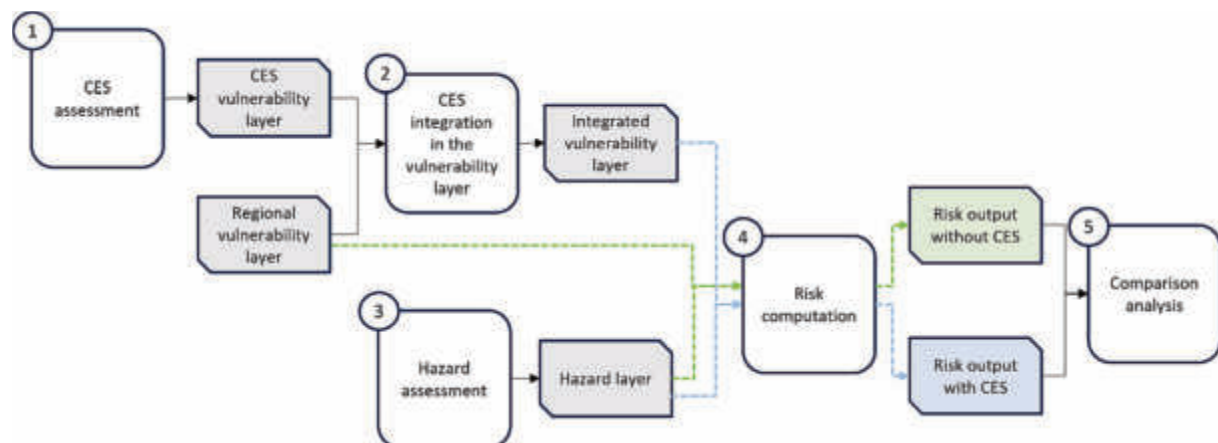 1
CES
assessment
CES
vulnerability
layer
Regional
vulnerability
layer
2
CES
integration
in the
vulnerability
layer
Integrated
vulnerability
layer
3
Hazard
assessment
Hazard layer
4
Risk
computation
Risk output
without CES
Risk output
with CES
5
Comparison
analysis